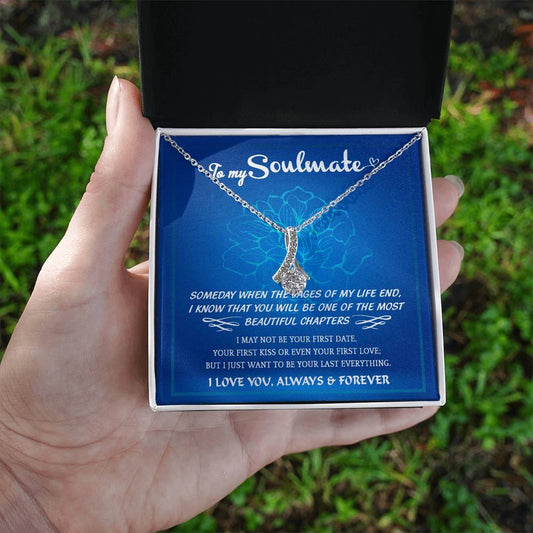 To my Soulmate
SOMEDAY WHEN THE PAGES OF MY LIFE END,
I KNOW THAT YOU WILL BE ONE OF THE MOST
BEAUTIFUL CHAPTERS
I MAY NOT BE YOUR FIRST DATE,
YOUR FIRST KISS OR EVEN YOUR FIRST LOVE;
BUT I JUST WANT TO BE YOUR LAST EVERYTHING.
I LOVE YOU, ALWAYS & FOREVER